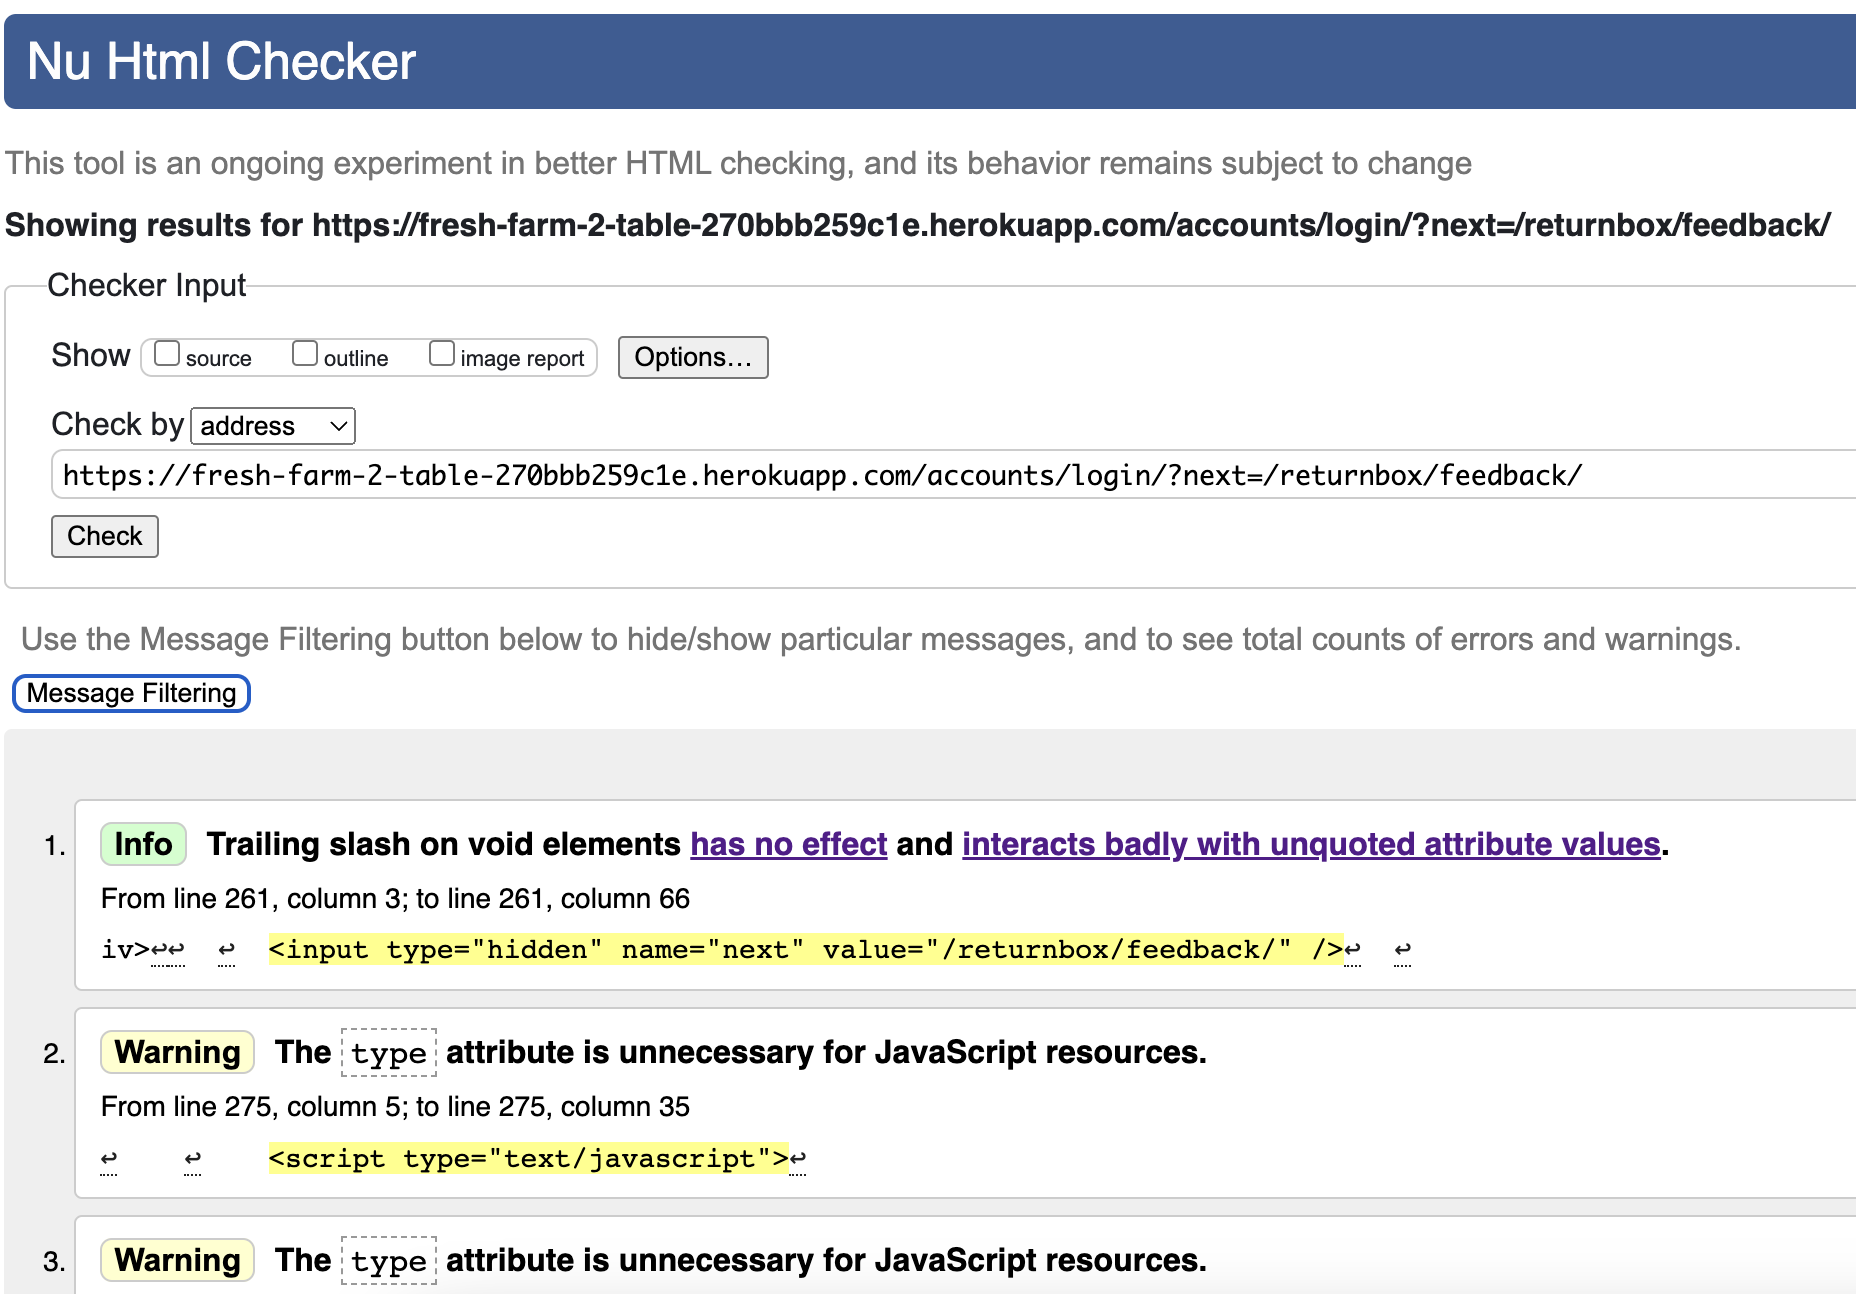 Nu Html Checker
This tool is an ongoing experiment in better HTML checking, and its behavior remains subject to change
Showing results for https://fresh-farm-2-table-270bbb259c1e.herokuapp.com/accounts/login/?next=/returnbox/feedback/
Checker Input
Show source outline image report Options…
Check by address
https://fresh-farm-2-table-270bbb259c1e.herokuapp.com/accounts/login/?next=/returnbox/feedback/
Check
Use the Message Filtering button below to hide/show particular messages, and to see total counts of errors and warnings.
Message Filtering
1. Info Trailing slash on void elements has no effect and interacts badly with unquoted attribute values.
From line 261, column 3; to line 261, column 66
iv>↩↩ ↩ <input type="hidden" name="next" value="/returnbox/feedback/" />↩ ↩
2. Warning The type attribute is unnecessary for JavaScript resources.
From line 275, column 5; to line 275, column 35
↩ ↩ <script type="text/javascript">↩
3. Warning The type attribute is unnecessary for JavaScript resources.